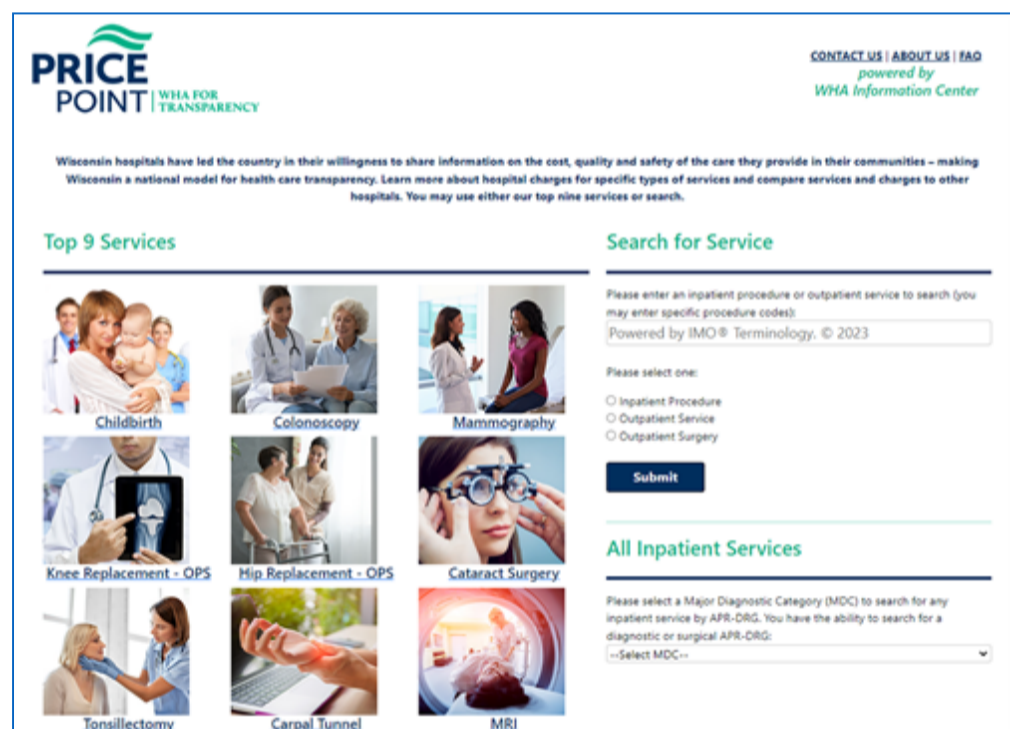 PRICE
POINT
WHA FOR
TRANSPARENCY
CONTACT US | ABOUT US | FAQ
powered by
WHA Information Center
Wisconsin hospitals have led the country in their willingness to share information on the cost, quality and safety of the care they provide in their communities – making
Wisconsin a national model for health care transparency. Learn more about hospital charges for specific types of services and compare services and charges to other
hospitals. You may use either our top nine services or search.
Top 9 Services
Childbirth
Colonoscopy
Mammography
Knee Replacement - OPS
Hip Replacement - OPS
Cataract Surgery
Tonsillectomy
Carpal Tunnel
MRI
Search for Service
Please enter an inpatient procedure or outpatient service to search (you
may enter specific procedure codes):
Powered by IMO® Terminology. © 2023
Please select one:
Inpatient Procedure
Outpatient Service
Outpatient Surgery
Submit
All Inpatient Services
Please select a Major Diagnostic Category (MDC) to search for any
inpatient service by APR-DRG. You have the ability to search for a
diagnostic or surgical APR-DRG:
--Select MDC--